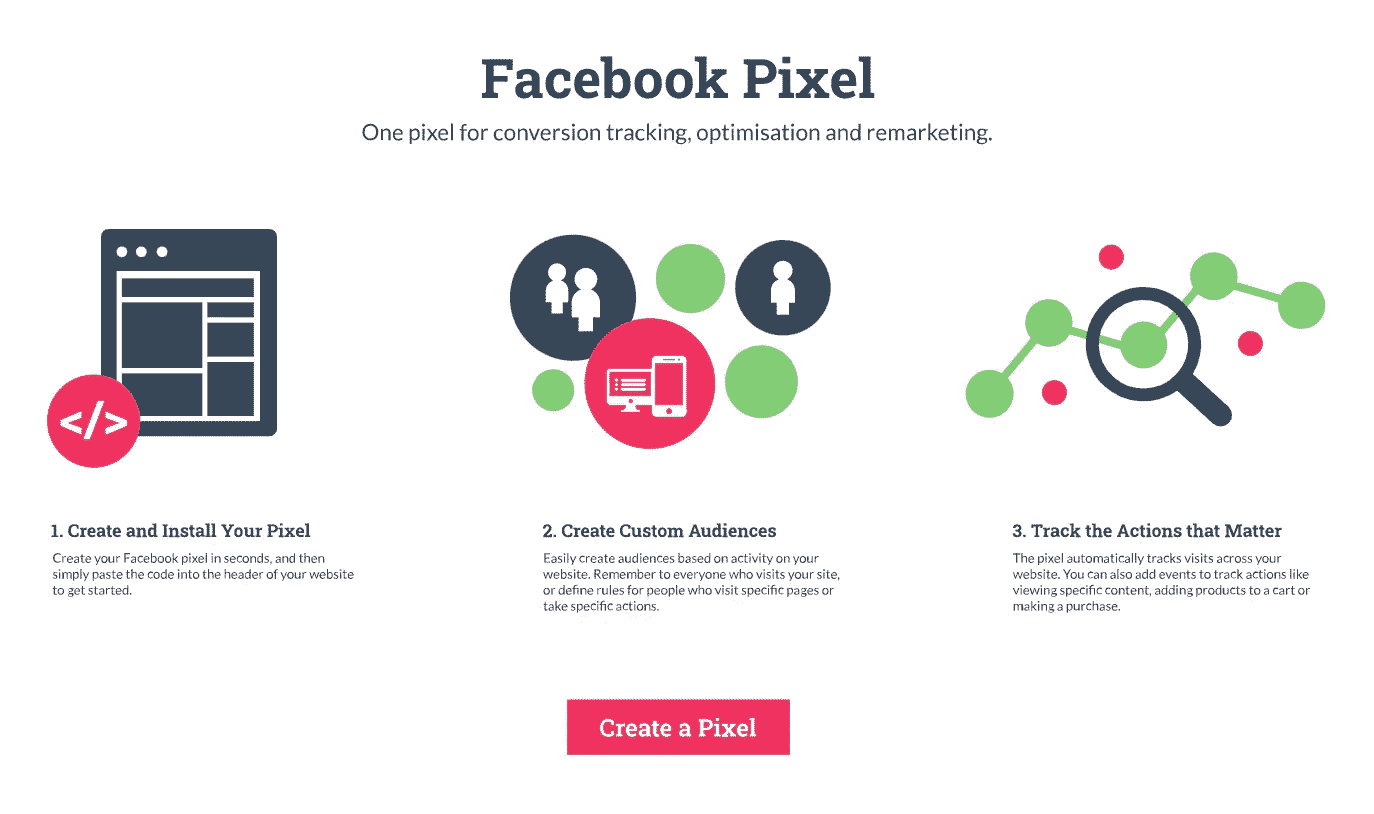 Facebook Pixel
One pixel for conversion tracking, optimisation and remarketing.
</>
1. Create and Install Your Pixel
Create your Facebook pixel in seconds, and then
simply paste the code into the header of your website
to get started.
2. Create Custom Audiences
Easily create audiences based on activity on your
website. Remember to everyone who visits your site,
or define rules for people who visit specific pages or
take specific actions.
3. Track the Actions that Matter
The pixel automatically tracks visits across your
website. You can also add events to track actions like
viewing specific content, adding products to a cart or
making a purchase.
Create a Pixel